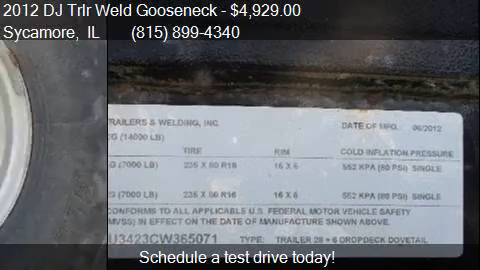 2012 DJ Trlr Weld Gooseneck - $4,929.00
Sycamore, IL (815) 899-4340
TRAILERS & WELDING, INC.
DATE OF MFG. 06/2012
KG (14000 LB)
TIRE RIM COLD INFLATION PRESSURE
G (7000 LB) 235 X 80 R16 16 X 6 552 KPA (80 PSI) SINGLE
G (7000 LB) 235 X 80 R16 16 X 6 552 KPA (80 PSI) SINGLE
CONFORMS TO ALL APPLICABLE U.S. FEDERAL MOTOR VEHICLE SAFETY
MVSS) IN EFFECT ON THE DATE OF MANUFACTURE SHOWN ABOVE.
U3423CW365071 TYPE: TRAILER 28 + 6 DROPDECK DOVETAIL
Schedule a test drive today!